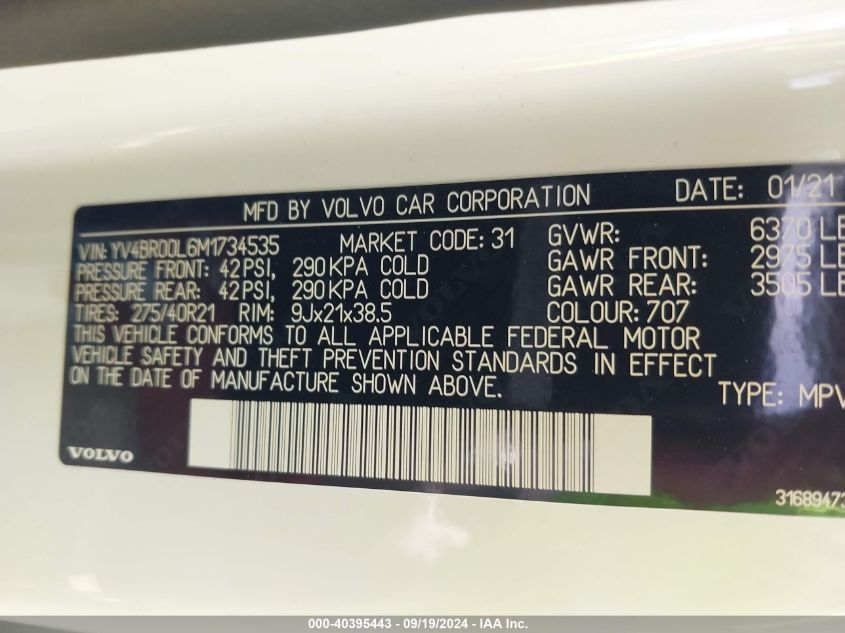 MFD BY VOLVO CAR CORPORATION DATE: 01/21
VIN: YV4BR00L6M1734535 MARKET CODE: 31 GVWR: 6370 LB
PRESSURE FRONT: 42PSI, 290KPA COLD GAWR FRONT: 2975 LB
PRESSURE REAR: 42PSI, 290KPA COLD GAWR REAR: 3505 LB
TIRES: 275/40R21 RIM: 9Jx21x38.5 COLOUR: 707
THIS VEHICLE CONFORMS TO ALL APPLICABLE FEDERAL MOTOR
VEHICLE SAFETY AND THEFT PREVENTION STANDARDS IN EFFECT
ON THE DATE OF MANUFACTURE SHOWN ABOVE.
TYPE: MPV
VOLVO
31689473
000-40395443 - 09/19/2024 - IAA Inc.